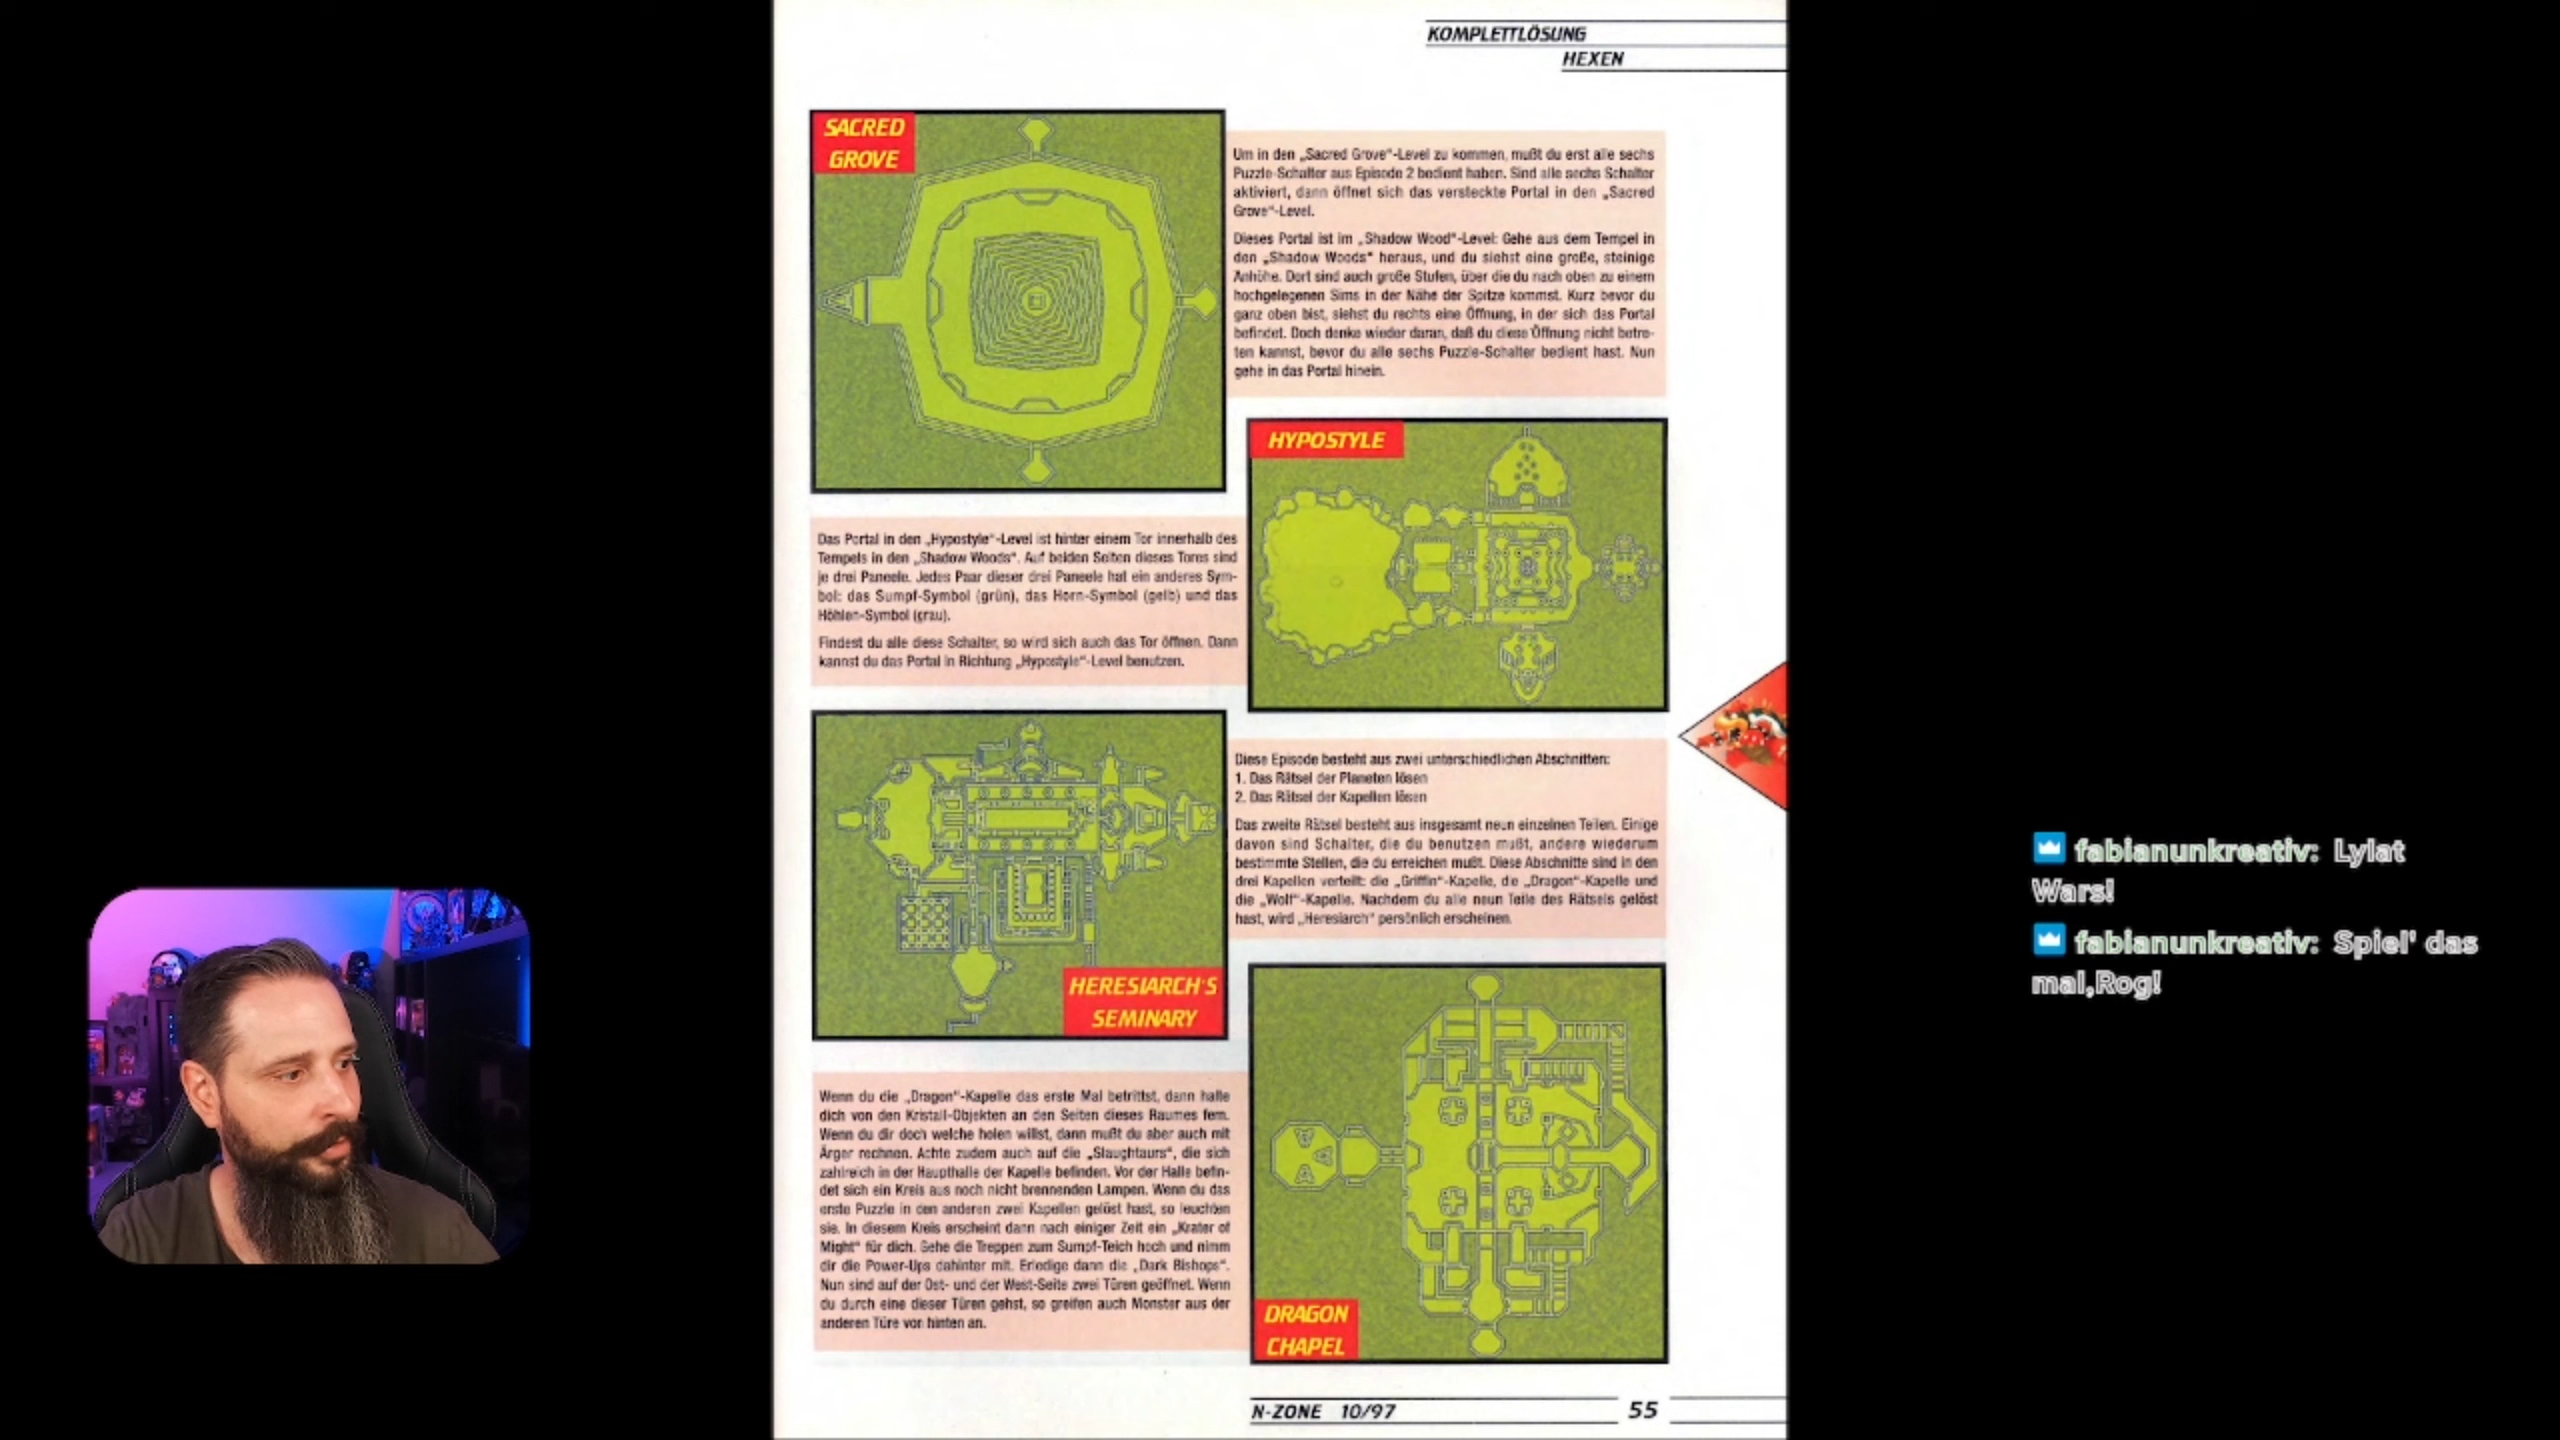 KOMPLETTLÖSUNG
HEXEN
SACRED
GROVE
Um in den „Sacred Grove“-Level zu kommen, mußt du erst alle sechs
Puzzle-Schalter aus Episode 2 bedient haben. Sind alle sechs Schalter
aktiviert, dann öffnet sich das versteckte Portal in den „Sacred
Grove“-Level.
Dieses Portal ist im „Shadow Wood“-Level: Gehe aus dem Tempel in
den „Shadow Woods“ heraus, und du siehst eine große, steinige
Anhöhe. Dort sind auch große Stufen, über die du nach oben zu einem
hochgelegenen Sims in der Nähe der Spitze kommst. Kurz bevor du
ganz oben bist, siehst du rechts eine Öffnung, in der sich das Portal
befindet. Doch denke wieder daran, daß du diese Öffnung nicht betre-
ten kannst, bevor du alle sechs Puzzle-Schalter bedient hast. Nun
gehe in das Portal hinein.
HYPOSTYLE
Das Portal in den „Hypostyle“-Level ist hinter einem Tor innerhalb des
Tempels in den „Shadow Woods“. Auf beiden Seiten dieses Tores sind
je drei Paneele. Jedes Paar dieser drei Paneele hat ein anderes Sym-
bol: das Sumpf-Symbol (grün), das Horn-Symbol (gelb) und das
Höhlen-Symbol (grau).
Findest du alle diese Schalter, so wird sich auch das Tor öffnen. Dann
kannst du das Portal in Richtung „Hypostyle“-Level benutzen.
HERESIARCH'S
SEMINARY
Diese Episode besteht aus zwei unterschiedlichen Abschnitten:
1. Das Rätsel der Planeten lösen
2. Das Rätsel der Kapellen lösen
Das zweite Rätsel besteht aus insgesamt neun einzelnen Teilen. Einige
davon sind Schalter, die du benutzen mußt, andere wiederum
bestimmte Stellen, die du erreichen mußt. Diese Abschnitte sind in den
drei Kapellen verteilt: die „Griffin“-Kapelle, die „Dragon“-Kapelle und
die „Wolf“-Kapelle. Nachdem du alle neun Teile des Rätsels gelöst
hast, wird „Heresiarch“ persönlich erscheinen.
Wenn du die „Dragon“-Kapelle das erste Mal betrittst, dann halte
dich von den Kristall-Objekten an den Seiten dieses Raumes fern.
Wenn du dir doch welche holen willst, dann mußt du aber auch mit
Ärger rechnen. Achte zudem auch auf die „Slaughtaurs“, die sich
zahlreich in der Haupthalle der Kapelle befinden. Vor der Halle befin-
det sich ein Kreis aus noch nicht brennenden Lampen. Wenn du das
erste Puzzle in den anderen zwei Kapellen gelöst hast, so leuchten
sie. In diesem Kreis erscheint dann nach einiger Zeit ein „Krater of
Might“ für dich. Gehe die Treppen zum Sumpf-Teich hoch und nimm
dir die Power-Ups dahinter mit. Erledige dann die „Dark Bishops“.
Nun sind auf der Ost- und der West-Seite zwei Türen geöffnet. Wenn
du durch eine dieser Türen gehst, so greifen auch Monster aus der
anderen Türe von hinten an.
DRAGON
CHAPEL
N-ZONE 10/97
55
fabianunkreativ: Lylat
Wars!
fabianunkreativ: Spiel' das
mal,Rog!